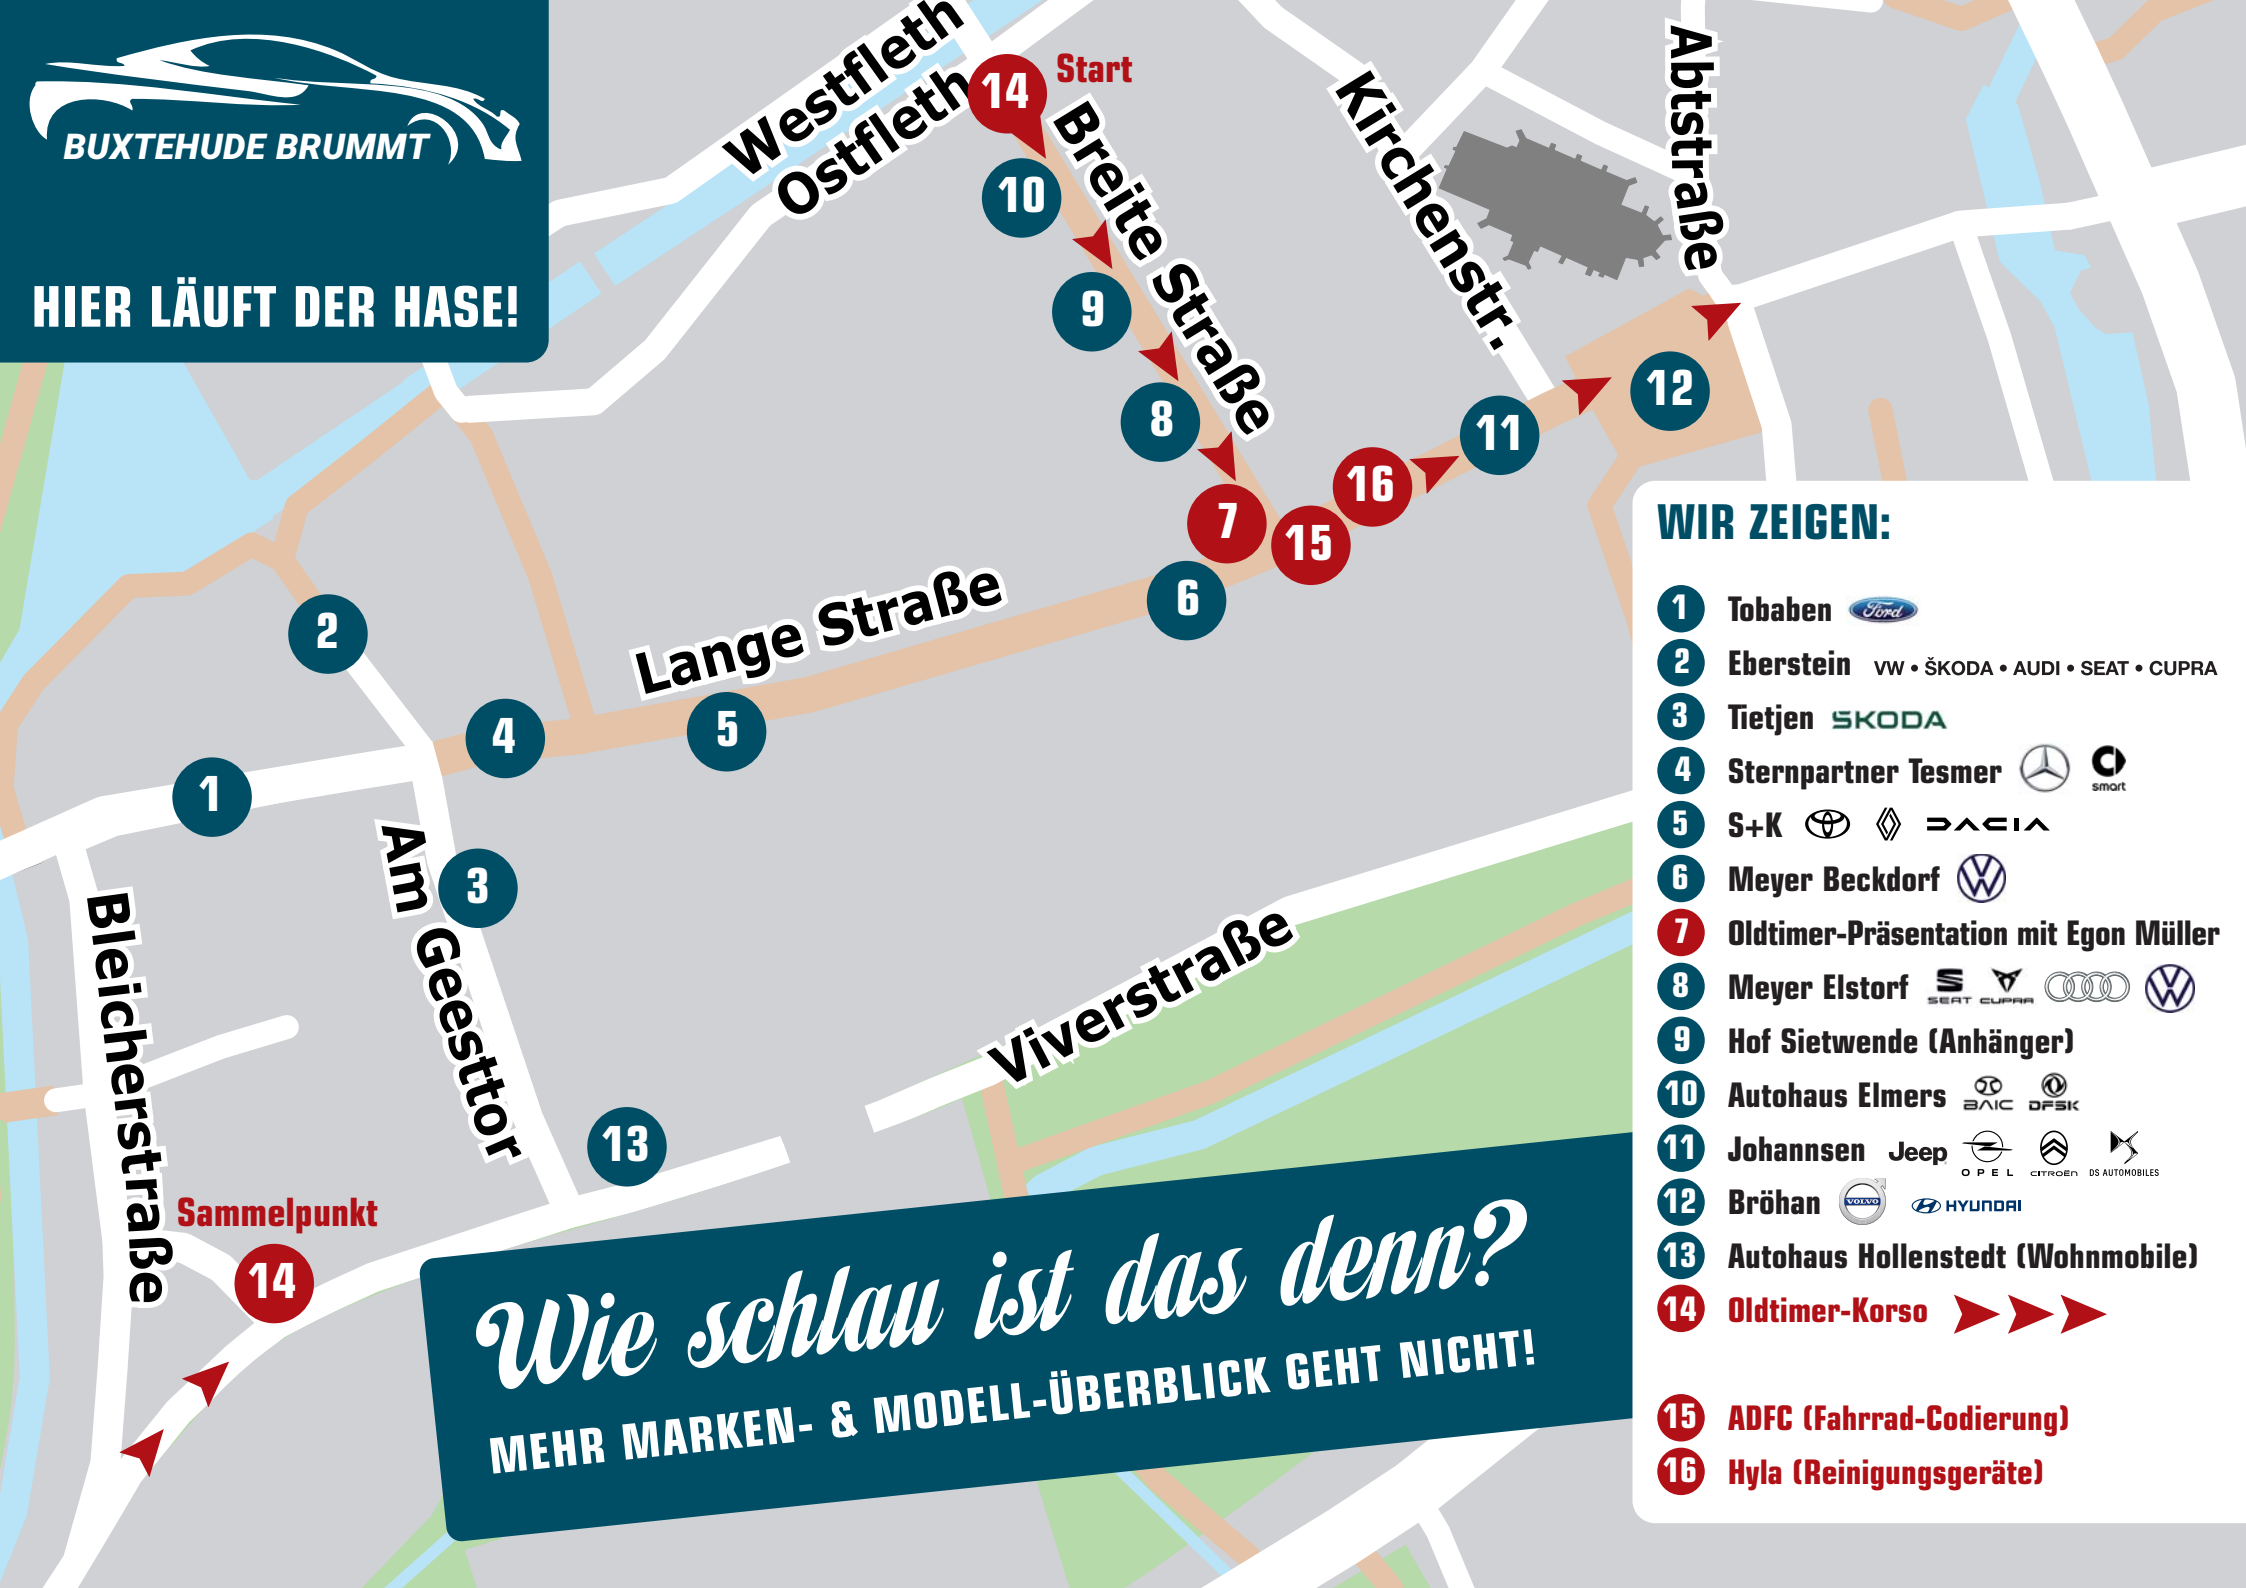 BUXTEHUDE BRUMMT
HIER LÄUFT DER HASE!
Westfleth
Ostfleth
14
Start
Breite Straße
Kirchenstr.
Abtstraße
10
9
8
7
15
16
11
12
6
Lange Straße
5
4
2
1
3
Am Geesttor
Bleicherstraße
Viverstraße
13
Sammelpunkt
14
Wie schlau ist das denn?
MEHR MARKEN- & MODELL-ÜBERBLICK GEHT NICHT!
WIR ZEIGEN:
1 Tobaben Ford
2 Eberstein VW • ŠKODA • AUDI • SEAT • CUPRA
3 Tietjen SKODA
4 Sternpartner Tesmer smart
5 S+K DACIA
6 Meyer Beckdorf
7 Oldtimer-Präsentation mit Egon Müller
8 Meyer Elstorf SEAT CUPRA
9 Hof Sietwende (Anhänger)
10 Autohaus Elmers BAIC DFSK
11 Johannsen Jeep OPEL CITROËN DS AUTOMOBILES
12 Bröhan VOLVO HYUNDAI
13 Autohaus Hollenstedt (Wohnmobile)
14 Oldtimer-Korso
15 ADFC (Fahrrad-Codierung)
16 Hyla (Reinigungsgeräte)